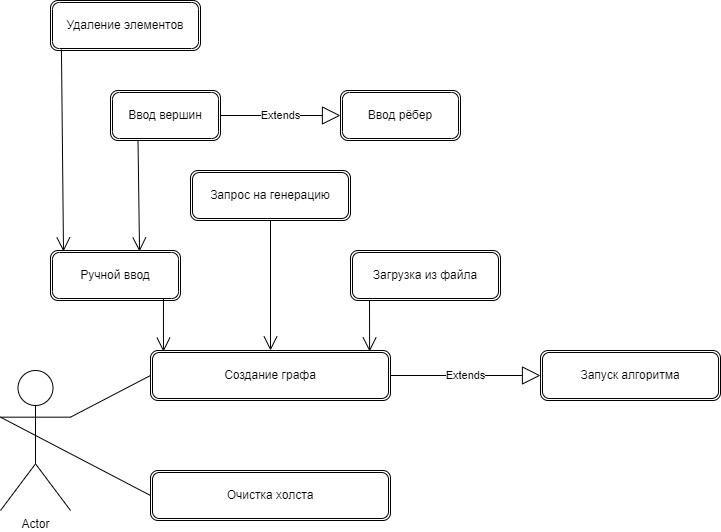 Удаление элементов
Ввод вершин
Extends
Ввод рёбер
Запрос на генерацию
Ручной ввод
Загрузка из файла
Создание графа
Extends
Запуск алгоритма
Очистка холста
Actor